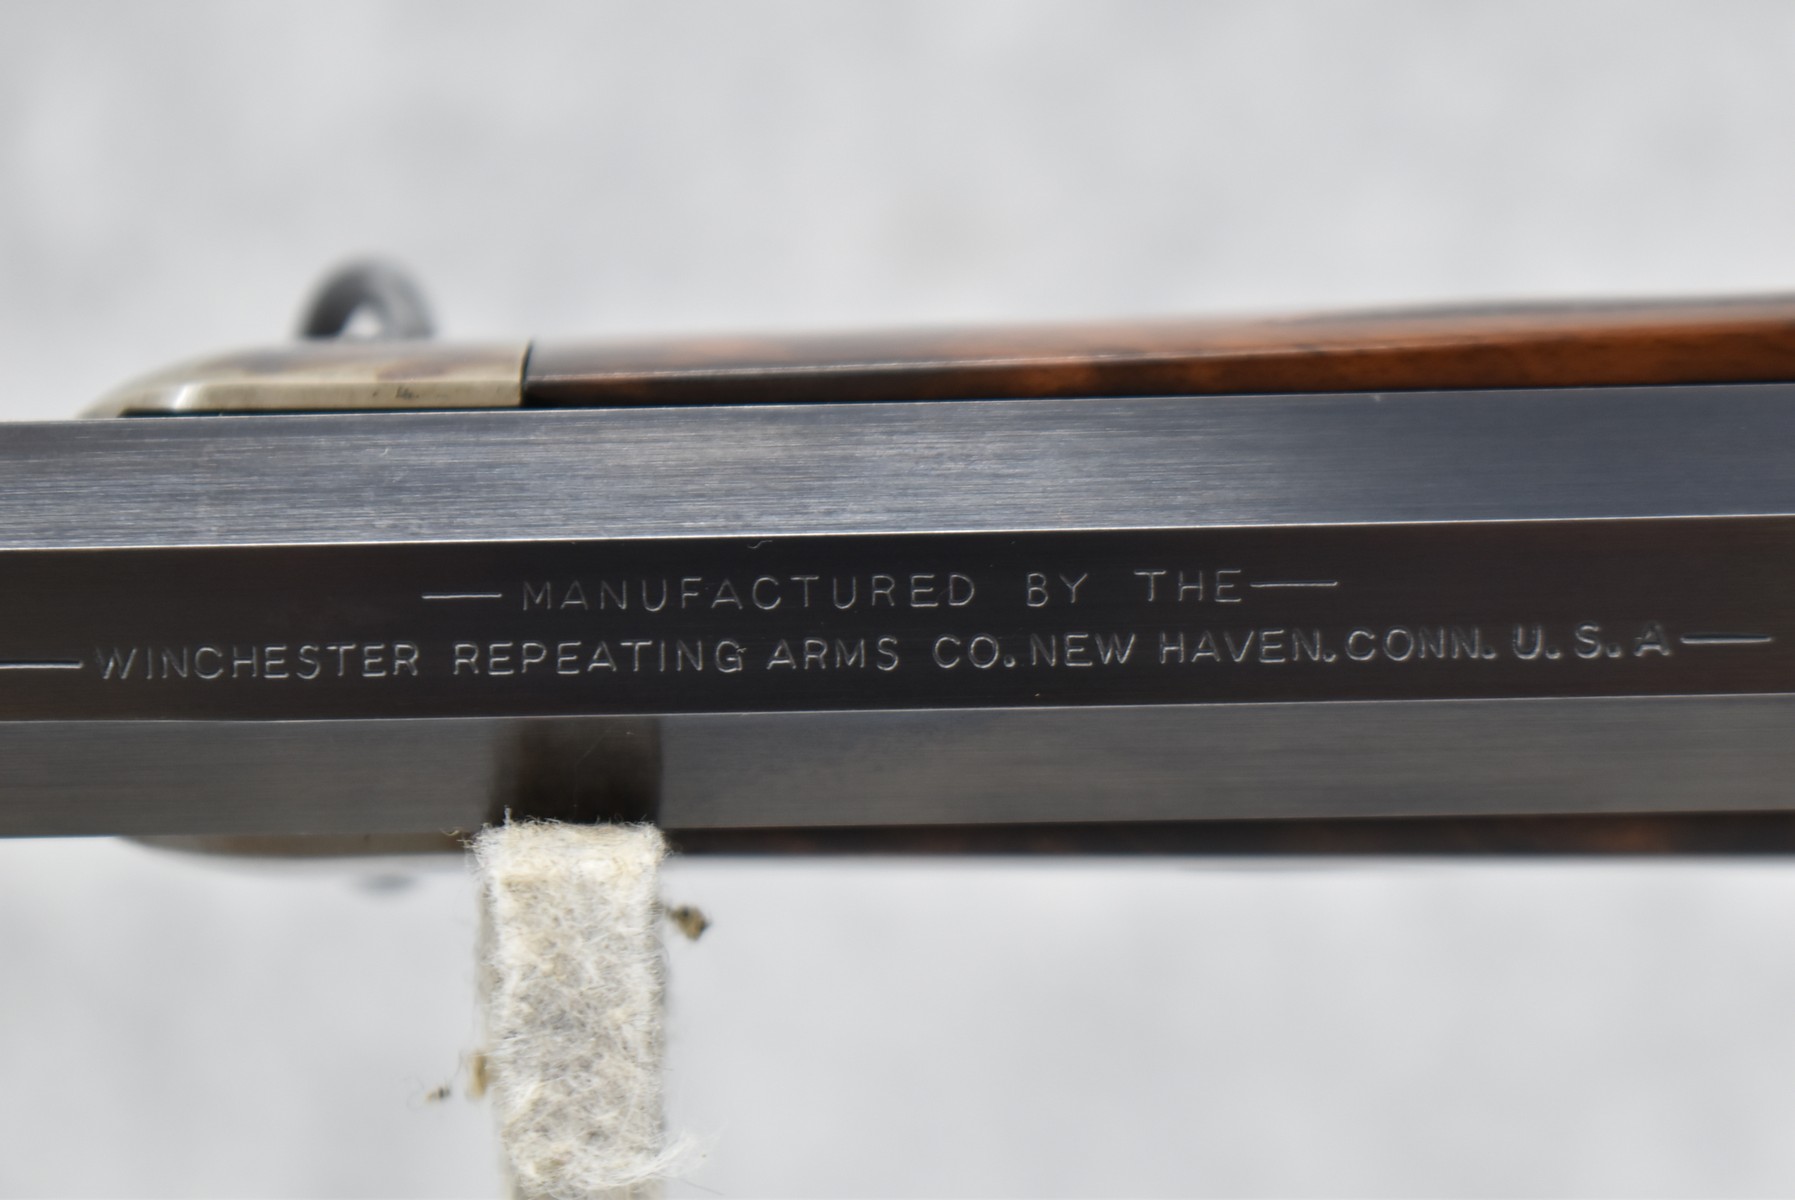 —MANUFACTURED BY THE—
—WINCHESTER REPEATING ARMS CO. NEW HAVEN. CONN. U. S. A—